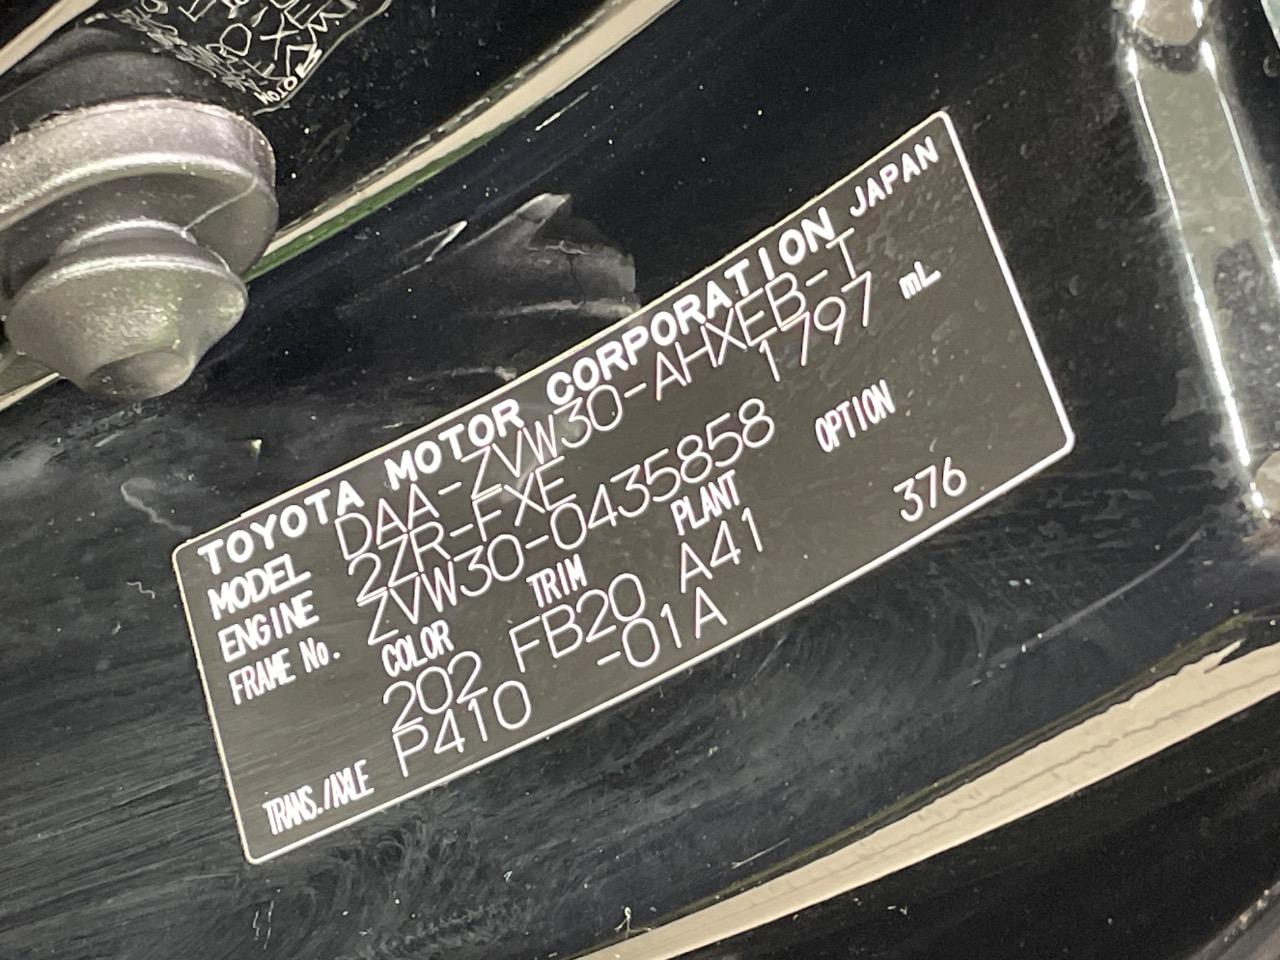 TOYOTA MOTOR CORPORATION JAPAN
MODEL DAA-ZVW30-AHXEB-T
ENGINE 2ZR-FXE 1797 mL
FRAME No. ZVW30-0435858
COLOR TRIM PLANT OPTION
202 FB20 A41 376
TRANS./AXLE P410 -01A